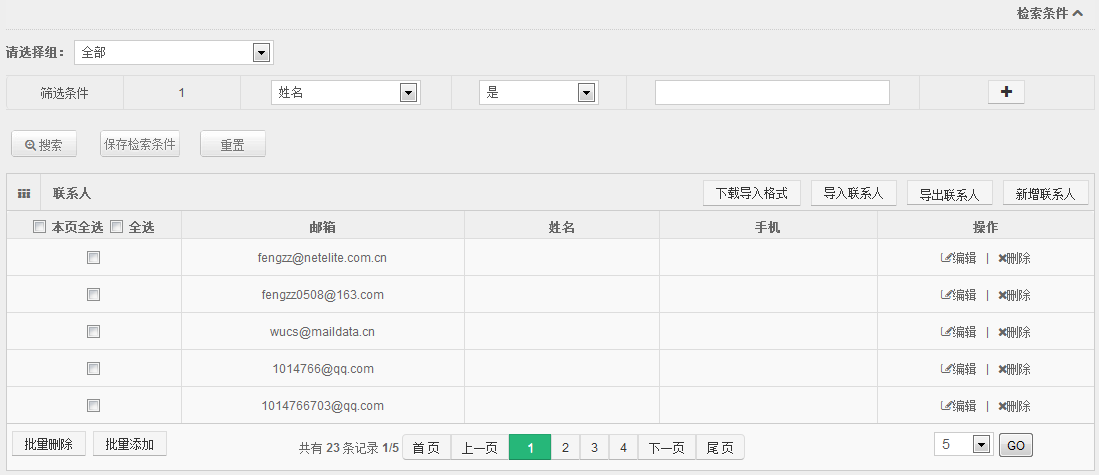 检索条件
请选择组： 全部
筛选条件 1 姓名 是
搜索 保存检索条件 重置
联系人 下载导入格式 导入联系人 导出联系人 新增联系人
本页全选 全选 邮箱 姓名 手机 操作
fengzz@netelite.com.cn 编辑 | 删除
fengzz0508@163.com 编辑 | 删除
wucs@maildata.cn 编辑 | 删除
1014766@qq.com 编辑 | 删除
1014766703@qq.com 编辑 | 删除
批量删除 批量添加 共有 23 条记录 1/5 首页 上一页 1 2 3 4 下一页 尾页 5 GO